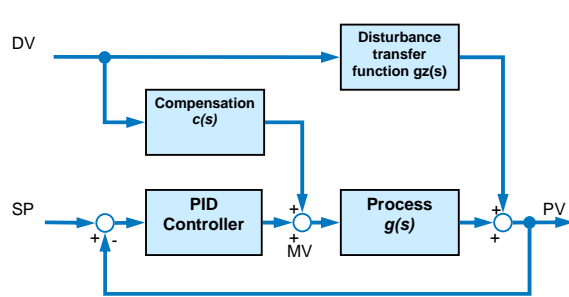 DV
Disturbance
transfer
function gz(s)
Compensation
c(s)
SP
PID
Controller
Process
g(s)
PV
+
-
+
+
MV
+
+